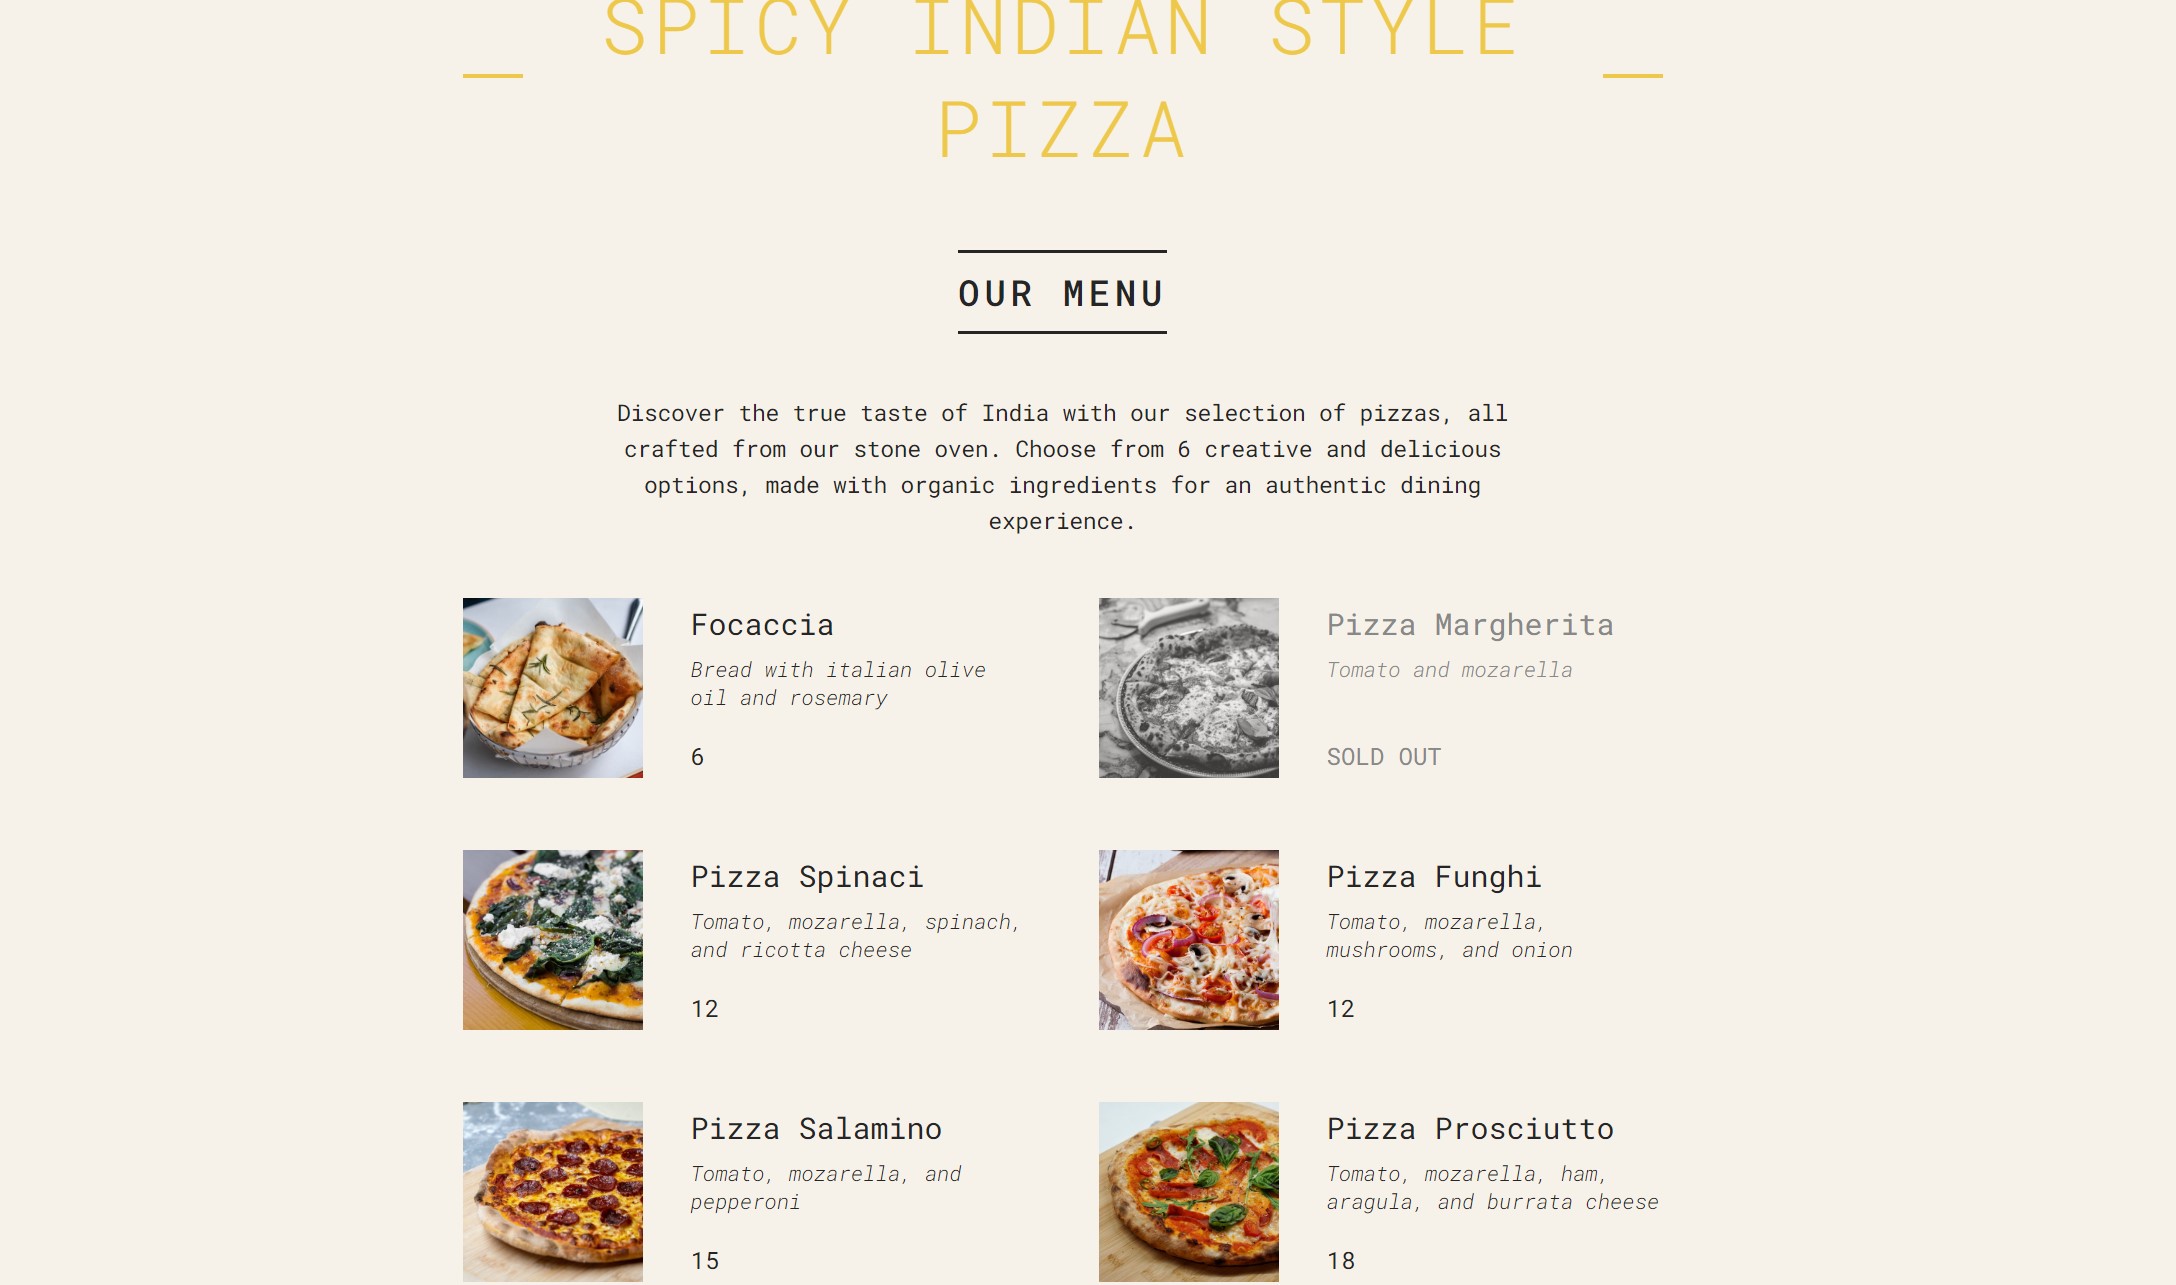 SPICY INDIAN STYLE
PIZZA
OUR MENU
Discover the true taste of India with our selection of pizzas, all
crafted from our stone oven. Choose from 6 creative and delicious
options, made with organic ingredients for an authentic dining
experience.
Focaccia
Bread with italian olive
oil and rosemary
6
Pizza Margherita
Tomato and mozarella
SOLD OUT
Pizza Spinaci
Tomato, mozarella, spinach,
and ricotta cheese
12
Pizza Funghi
Tomato, mozarella,
mushrooms, and onion
12
Pizza Salamino
Tomato, mozarella, and
pepperoni
15
Pizza Prosciutto
Tomato, mozarella, ham,
aragula, and burrata cheese
18